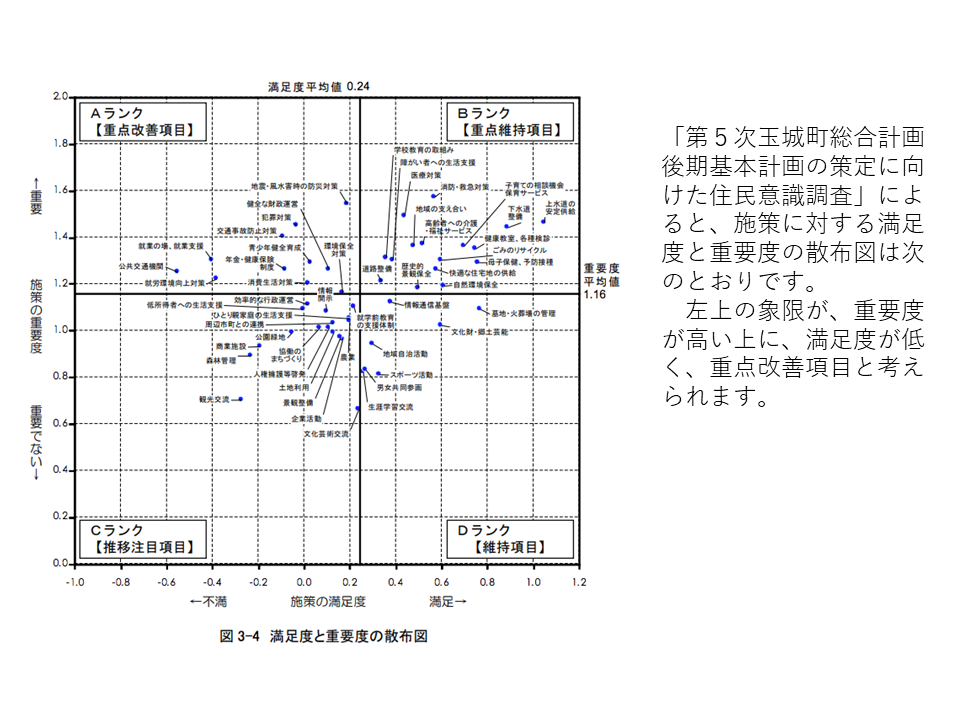 満足度平均値 0.24
2.0
1.8
1.6
1.4
1.2
1.0
0.8
0.6
0.4
0.2
0.0
-1.0
-0.8
-0.6
-0.4
-0.2
0.0
0.2
0.4
0.6
0.8
1.0
1.2
←重要
施策の重要度
重要でない→
←不満
施策の満足度
満足→
重要度
平均値
1.16
Aランク
【重点改善項目】
Bランク
【重点維持項目】
Cランク
【推移注目項目】
Dランク
【維持項目】
地震・風水害時の防災対策
健全な財政運営
犯罪対策
交通事故防止対策
就業の場、就業支援
青少年健全育成
環境保全
対策
年金・健康保険
制度
公共交通機関
就労環境向上対策
消費生活対策
情報
開示
学校教育の取組み
障がい者への生活支援
医療対策
消防・救急対策
子育ての相談機会
保育サービス
地域の支え合い
下水道
整備
上水道の
安定供給
高齢者への介護
・福祉サービス
健康教室、各種検診
ごみのリサイクル
母子保健、予防接種
道路整備
歴史的
景観保全
快適な住宅地の供給
自然環境保全
効率的な行政運営
低所得者への生活支援
ひとり親家庭の生活支援
周辺市町との連携
公園緑地
商業施設
森林管理
協働の
まちづくり
人権擁護等啓発
土地利用
景観整備
企業活動
文化芸術交流
観光交流
農業
就学前教育
の支援体制
情報通信基盤
墓地・火葬場の管理
文化財・郷土芸能
地域自治活動
スポーツ活動
男女共同参画
生涯学習交流
図 3-4 満足度と重要度の散布図
「第５次玉城町総合計画
後期基本計画の策定に向
けた住民意識調査」によ
ると、施策に対する満足
度と重要度の散布図は次
のとおりです。
　左上の象限が、重要度
が高い上に、満足度が低
く、重点改善項目と考え
られます。